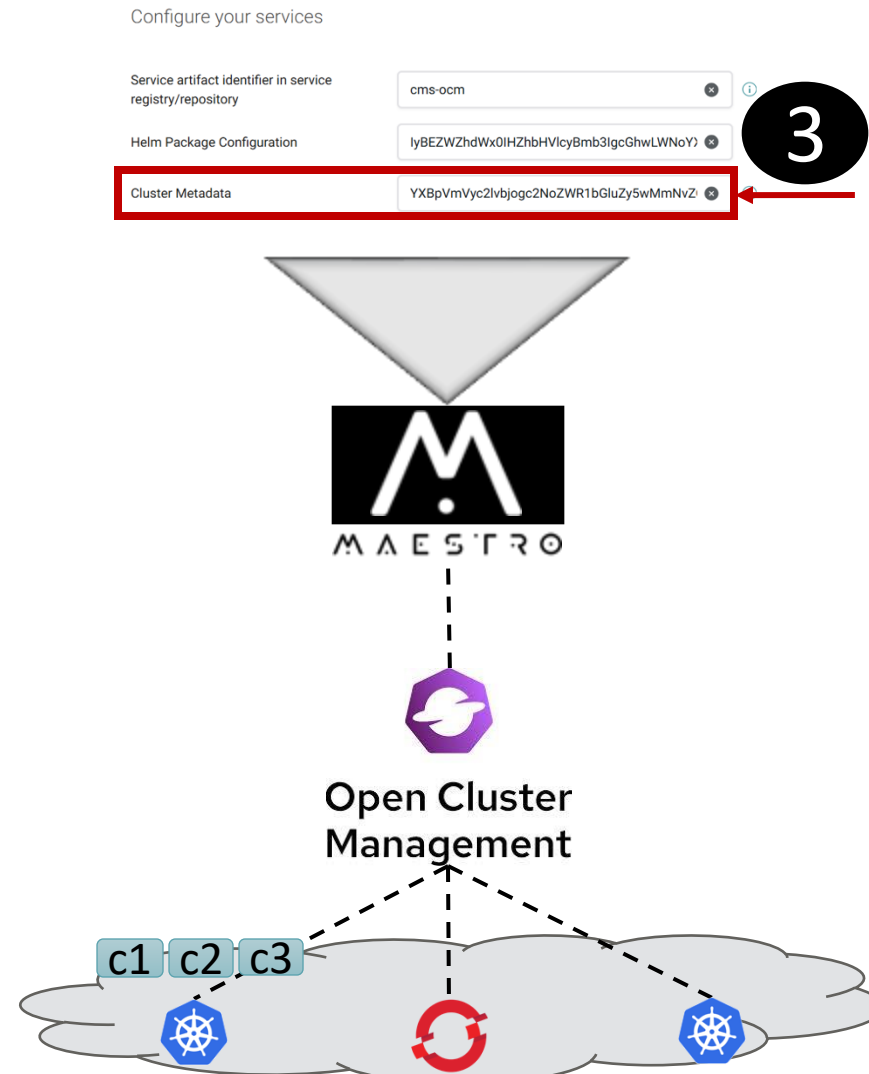 Configure your services
Service artifact identifier in service
registry/repository
cms-ocm
Helm Package Configuration
IyBEZWZhdWx0IHZhbHVlcyBmb3IgcGhwLWNoYX
3
Cluster Metadata
YXBpVmVyc2lvbjogc2NoZWR1bGluZy5wMmNvZ
MAESTRO
Open Cluster
Management
c1 c2 c3